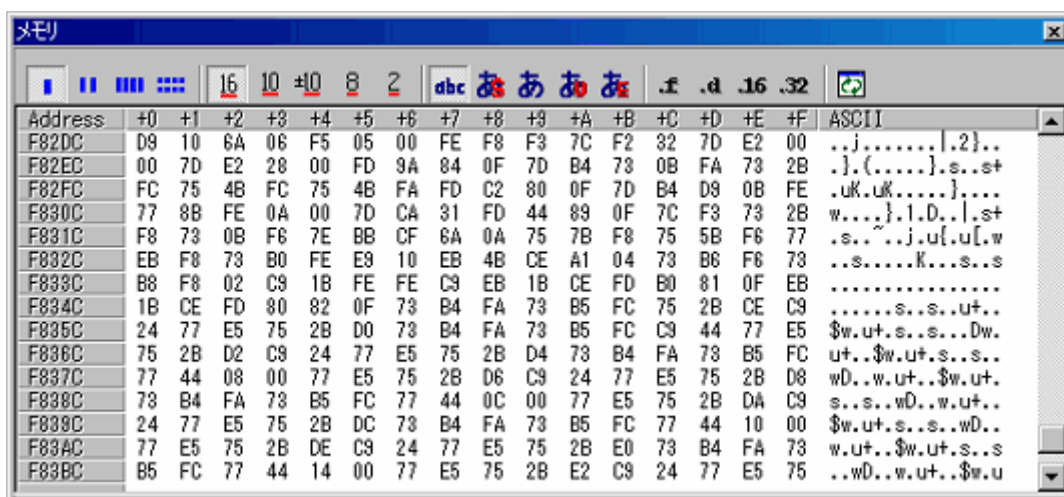 メモリ
16 10 ±10 8 2 abc あS あ あD あE .f .d .16 .32
Address +0 +1 +2 +3 +4 +5 +6 +7 +8 +9 +A +B +C +D +E +F ASCII
F82DC D9 10 6A 06 F5 05 00 FE F8 F3 7C F2 32 7D E2 00 ..j.......|.2}..
F82EC 00 7D E2 28 00 FD 9A 84 0F 7D B4 73 0B FA 73 2B .}.(.....}.s..s+
F82FC FC 75 4B FC 75 4B FA FD C2 80 0F 7D B4 D9 0B FE .uK.uK.....}....
F830C 77 8B FE 0A 00 7D CA 31 FD 44 89 0F 7C F3 73 2B w....}.1.D..|.s+
F831C F8 73 0B F6 7E BB CF 6A 0A 75 7B F8 75 5B F6 77 .s..~..j.u{.u[.w
F832C EB F8 73 B0 FE E9 10 EB 4B CE A1 04 73 B6 F6 73 ..s.....K...s..s
F833C B8 F8 02 C9 1B FE FE C9 EB 1B CE FD B0 81 0F EB ................
F834C 1B CE FD 80 82 0F 73 B4 FA 73 B5 FC 75 2B CE C9 ......s..s..u+..
F835C 24 77 E5 75 2B D0 73 B4 FA 73 B5 FC C9 44 77 E5 $w.u+.s..s...Dw.
F836C 75 2B D2 C9 24 77 E5 75 2B D4 73 B4 FA 73 B5 FC u+..$w.u+.s..s..
F837C 77 44 08 00 77 E5 75 2B D6 C9 24 77 E5 75 2B D8 wD..w.u+..$w.u+.
F838C 73 B4 FA 73 B5 FC 77 44 0C 00 77 E5 75 2B DA C9 s..s..wD..w.u+..
F839C 24 77 E5 75 2B DC 73 B4 FA 73 B5 FC 77 44 10 00 $w.u+.s..s..wD..
F83AC 77 E5 75 2B DE C9 24 77 E5 75 2B E0 73 B4 FA 73 w.u+..$w.u+.s..s
F83BC B5 FC 77 44 14 00 77 E5 75 2B E2 C9 24 77 E5 75 ..wD..w.u+..$w.u